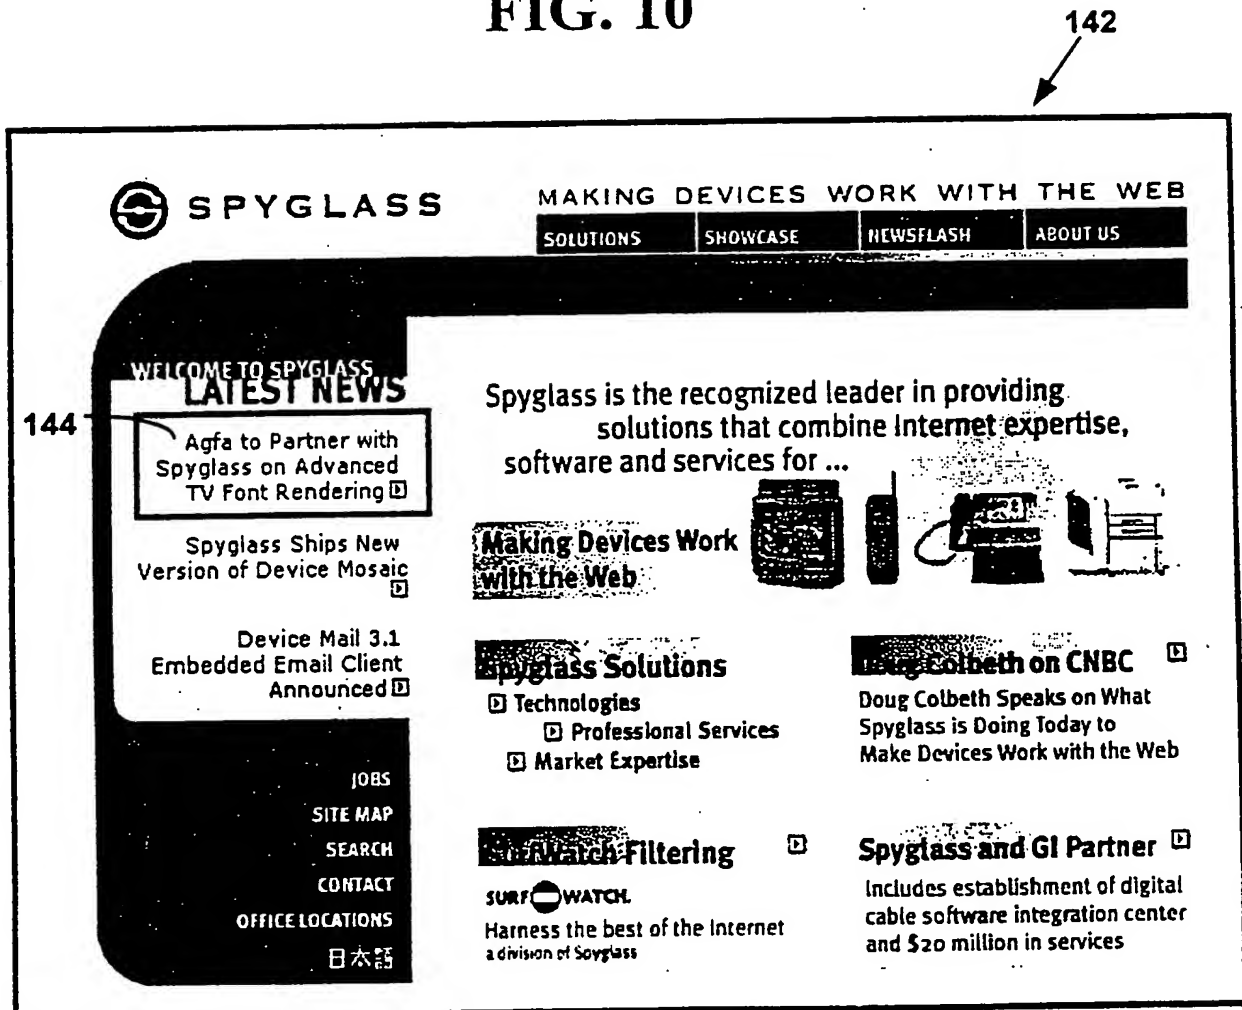 FIG. 10
142
SPYGLASS
MAKING DEVICES WORK WITH THE WEB
SOLUTIONS
SHOWCASE
NEWSFLASH
ABOUT US
WELCOME TO SPYGLASS
LATEST NEWS
144
Agfa to Partner with
Spyglass on Advanced
TV Font Rendering
Spyglass Ships New
Version of Device Mosaic
Device Mail 3.1
Embedded Email Client
Announced
JOBS
SITE MAP
SEARCH
CONTACT
OFFICE LOCATIONS
日本語
Spyglass is the recognized leader in providing
solutions that combine Internet expertise,
software and services for ...
Making Devices Work
with the Web
Spyglass Solutions
Technologies
Professional Services
Market Expertise
Doug Colbeth on CNBC
Doug Colbeth Speaks on What
Spyglass is Doing Today to
Make Devices Work with the Web
SurfWatch Filtering
SURF WATCH.
Harness the best of the Internet
a division of Spyglass
Spyglass and GI Partner
Includes establishment of digital
cable software integration center
and $20 million in services